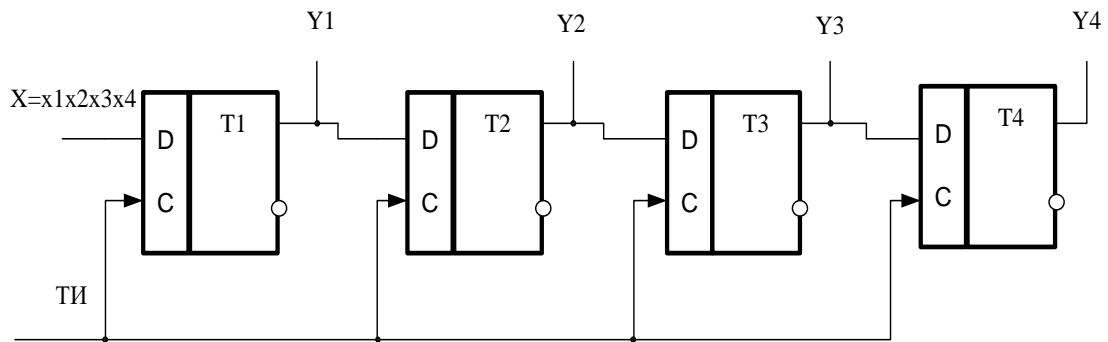 Y1 Y2 Y3 Y4
X=x1x2x3x4
T1 T2 T3 T4
D D D D
C C C C
ТИ